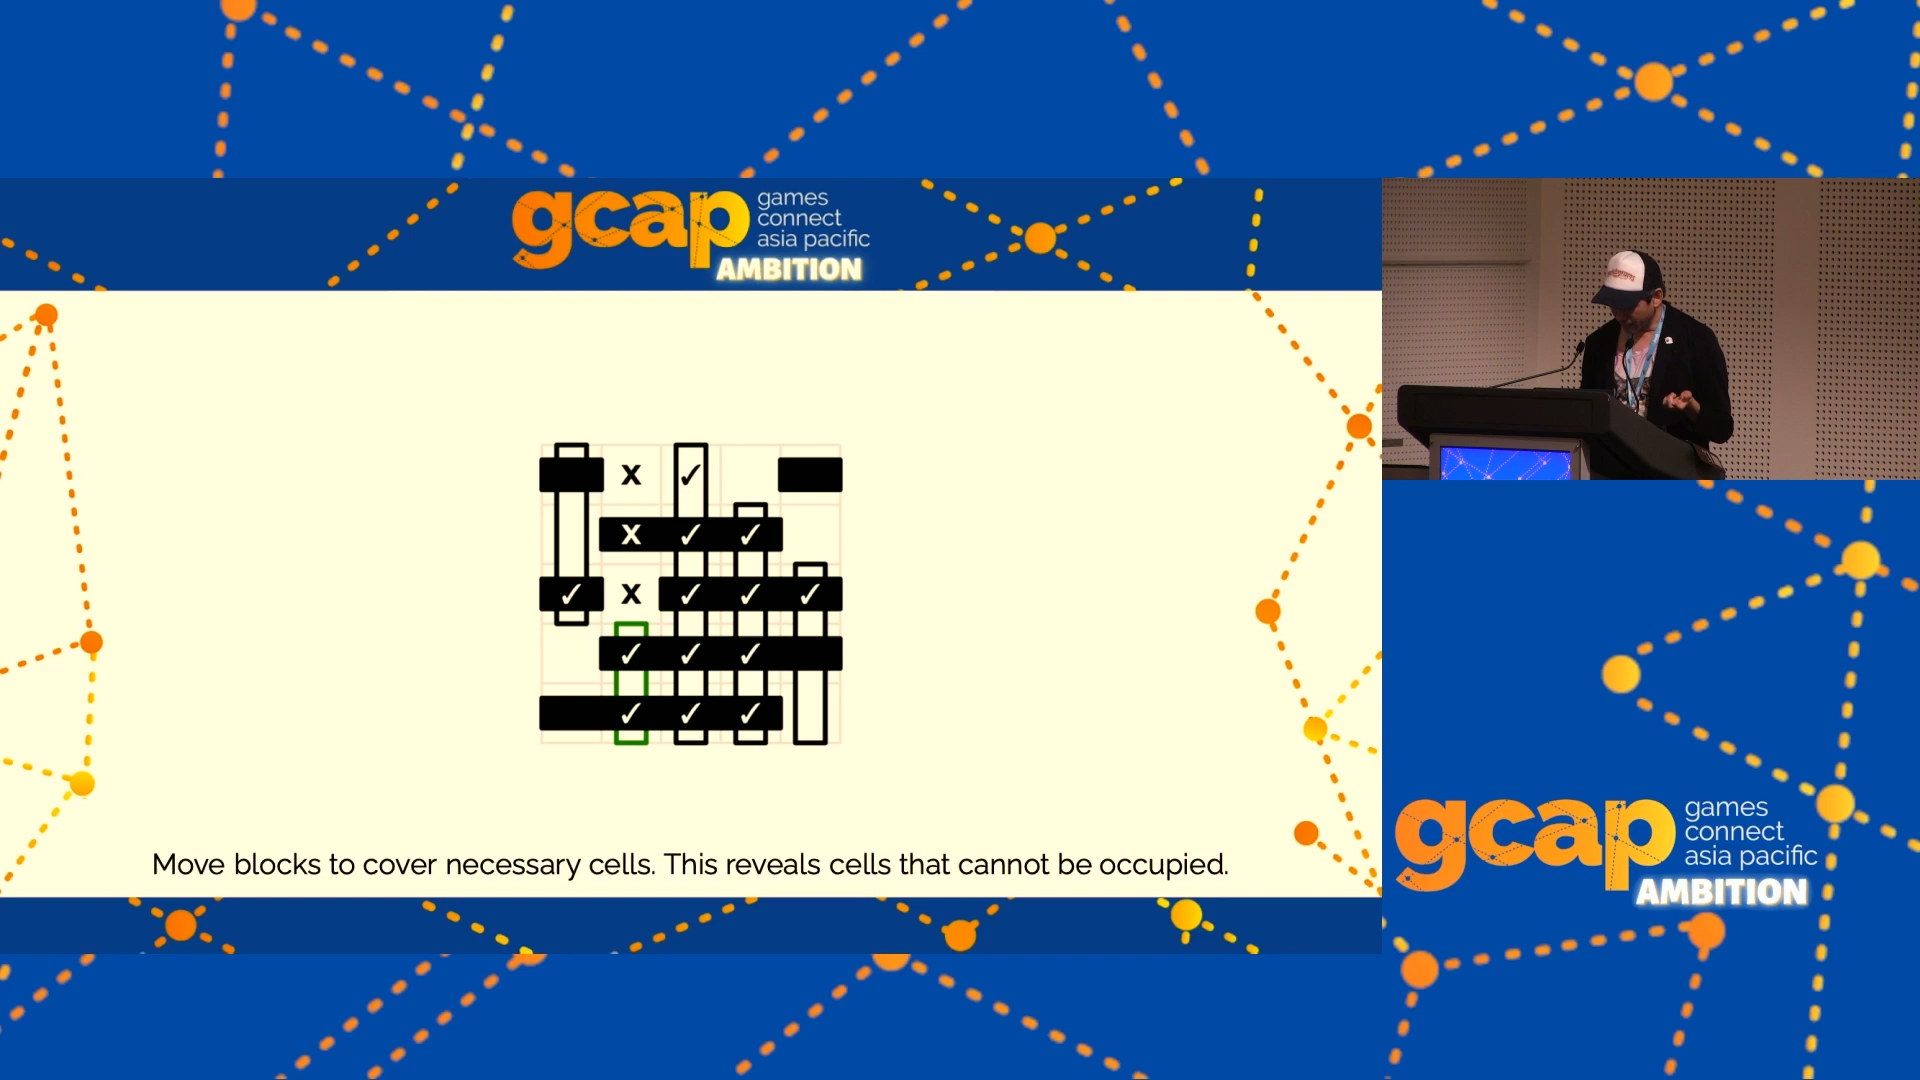 gcap
games
connect
asia pacific
AMBITION
x ✓
x ✓ ✓
✓ x ✓ ✓ ✓
✓ ✓ ✓
✓ ✓ ✓
Move blocks to cover necessary cells. This reveals cells that cannot be occupied.
gcap
games
connect
asia pacific
AMBITION